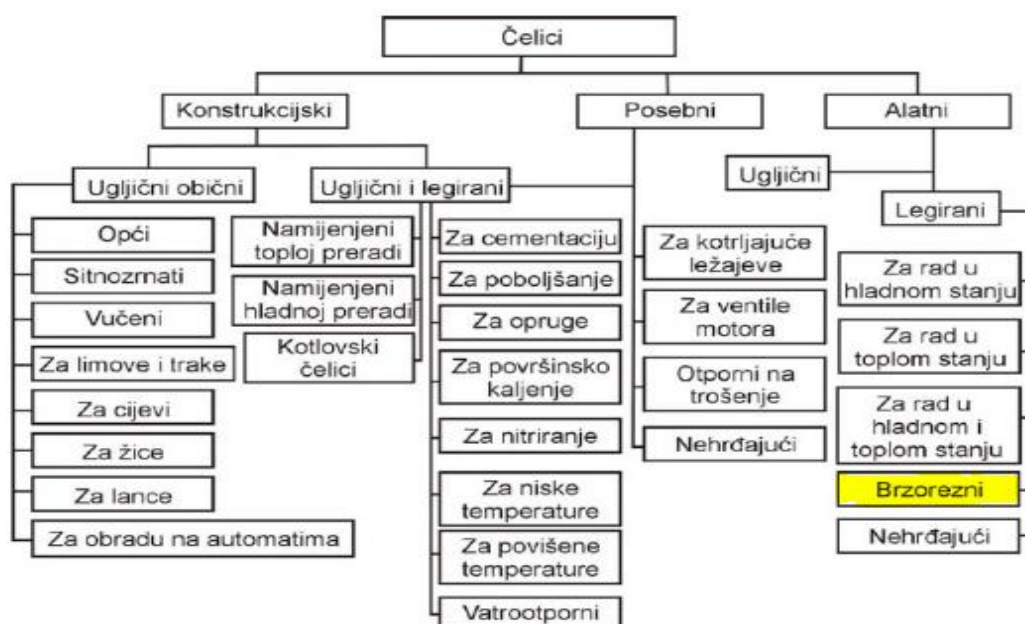 Čelici
Konstrukcijski
Posebni
Alatni
Ugljični obični
Ugljični i legirani
Ugljični
Legirani
Opći
Sitnozrnati
Vučeni
Za limove i trake
Za cijevi
Za žice
Za lance
Za obradu na automatima
Namijenjeni
toploj preradi
Namijenjeni
hladnoj preradi
Kotlovski
čelici
Za cementaciju
Za poboljšanje
Za opruge
Za površinsko
kaljenje
Za nitriranje
Za niske
temperature
Za povišene
temperature
Vatrootporni
Za kotrljajuće
ležajeve
Za ventile
motora
Otporni na
trošenje
Nehrđajući
Za rad u
hladnom stanju
Za rad u
toplom stanju
Za rad u
hladnom i
toplom stanju
Brzorezni
Nehrđajući